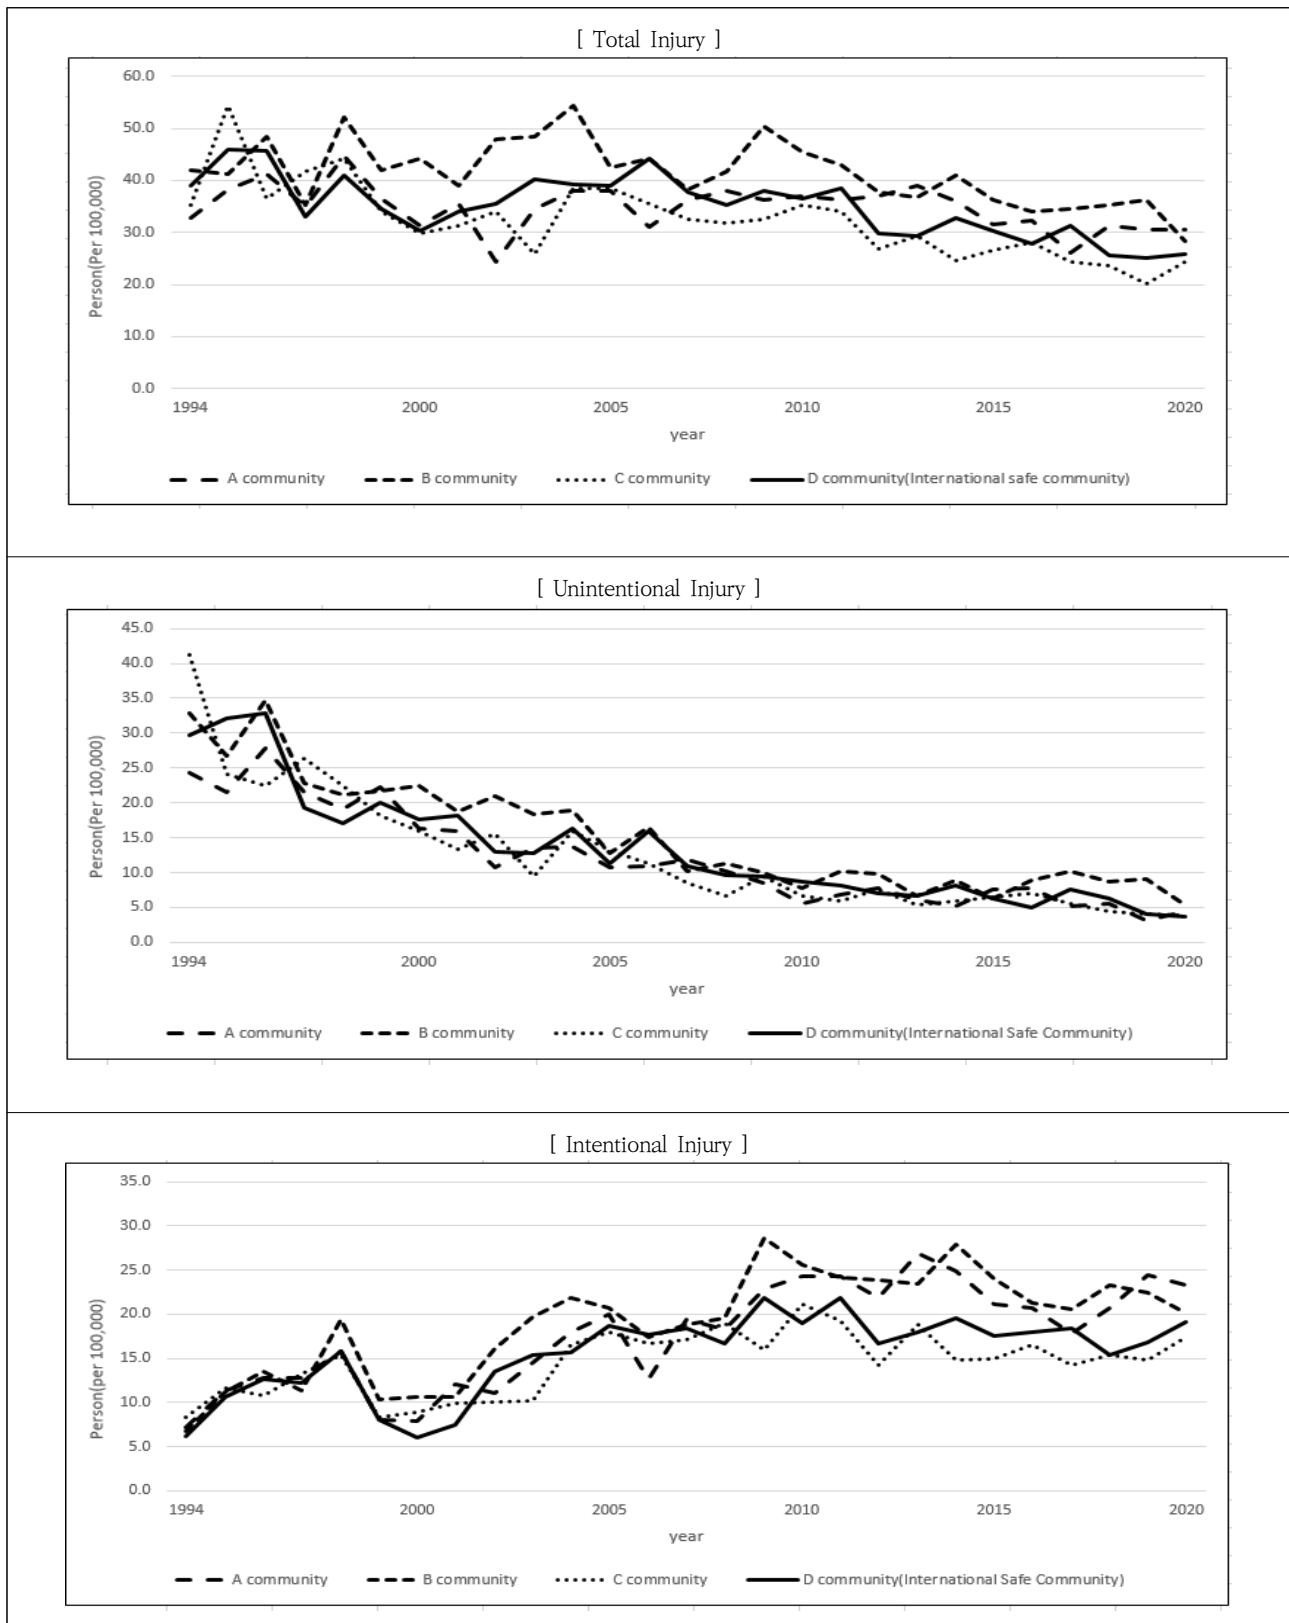 [ Total Injury ]
60.0
50.0
40.0
30.0
20.0
10.0
0.0
Person(Per 100,000)
1994 2000 2005 2010 2015 2020
year
A community B community C community D community(International safe community)
[ Unintentional Injury ]
45.0
40.0
35.0
30.0
25.0
20.0
15.0
10.0
5.0
0.0
Person(Per 100,000)
1994 2000 2005 2010 2015 2020
year
A community B community C community D community(International Safe Community)
[ Intentional Injury ]
35.0
30.0
25.0
20.0
15.0
10.0
5.0
0.0
Person(per 100,000)
1994 2000 2005 2010 2015 2020
year
A community B community C community D community(International Safe Community)